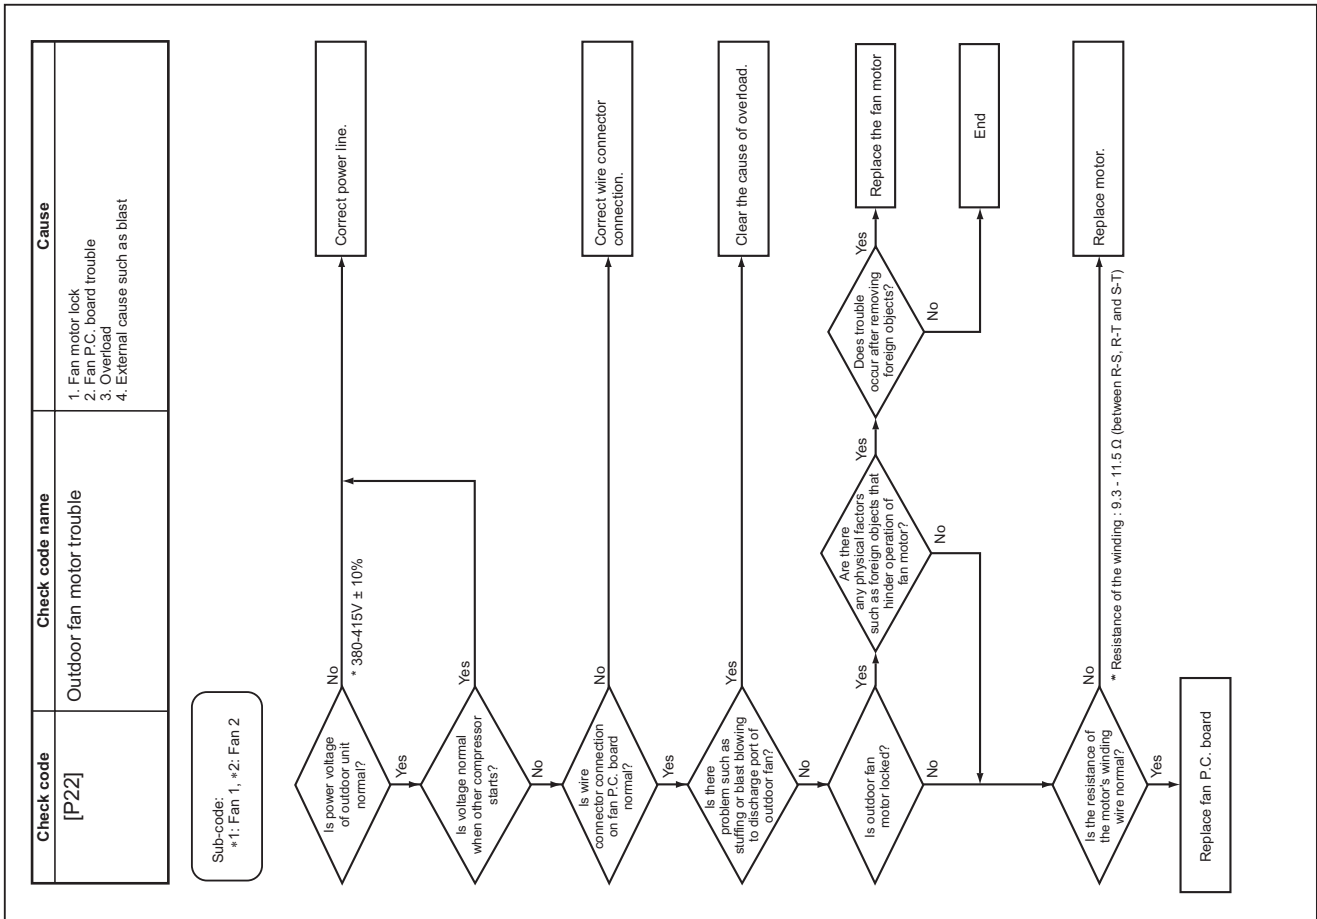 Check code
Check code name
Cause
[P22]
Outdoor fan motor trouble
1. Fan motor lock
2. Fan P.C. board trouble
3. Overload
4. External cause such as blast
Sub-code:
*1: Fan 1, *2: Fan 2
Is power voltage
of outdoor unit
normal?
No
* 380-415V ± 10%
Correct power line.
Yes
Is voltage normal
when other compressor
starts?
Yes
No
Is wire
connector connection
on fan P.C. board
normal?
No
Correct wire connector
connection.
Yes
Is there
problem such as
stuffing or blast blowing
to discharge port of
outdoor fan?
Yes
Clear the cause of overload.
No
Is outdoor fan
motor locked?
Yes
Are there
any physical factors
such as foreign objects that
hinder operation of
fan motor?
Yes
Does trouble
occur after removing
foreign objects?
Yes
Replace the fan motor
No
End
No
No
Is the resistance of
the motor's winding
wire normal?
No
* Resistance of the winding : 9.3 - 11.5 Ω (between R-S, R-T and S-T)
Replace motor.
Yes
Replace fan P.C. board